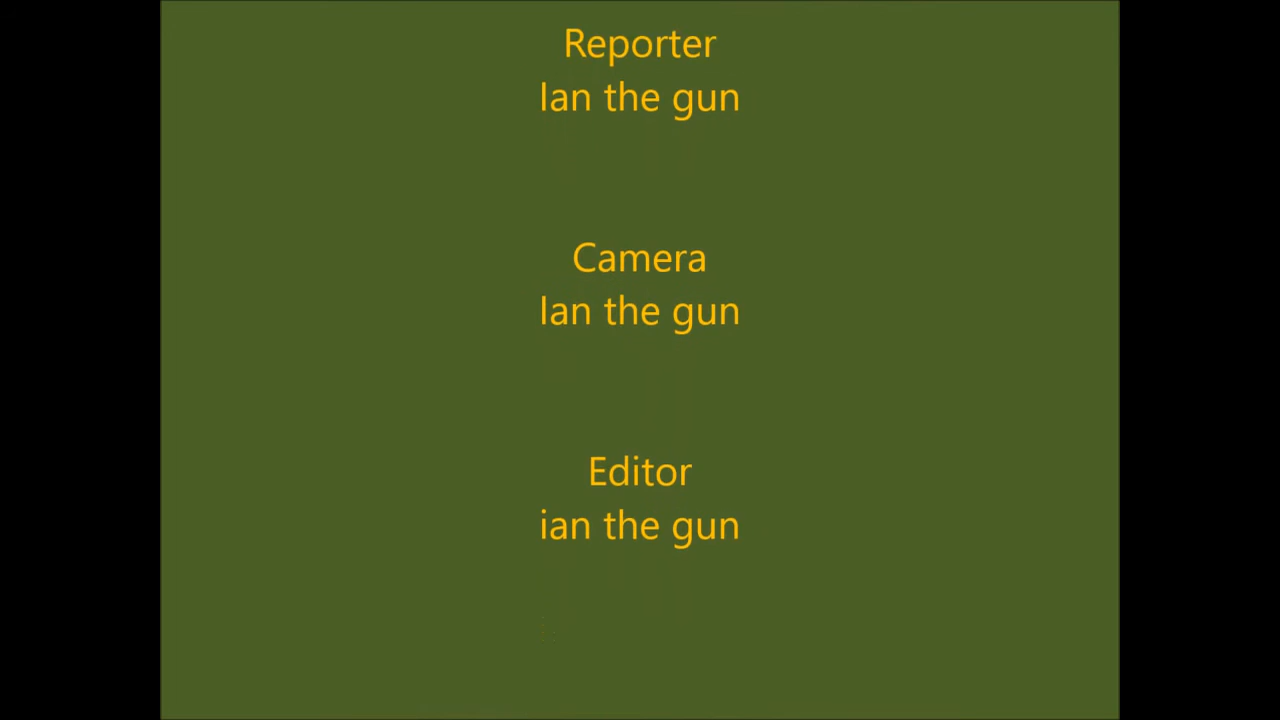 Reporter
Ian the gun
Camera
Ian the gun
Editor
ian the gun